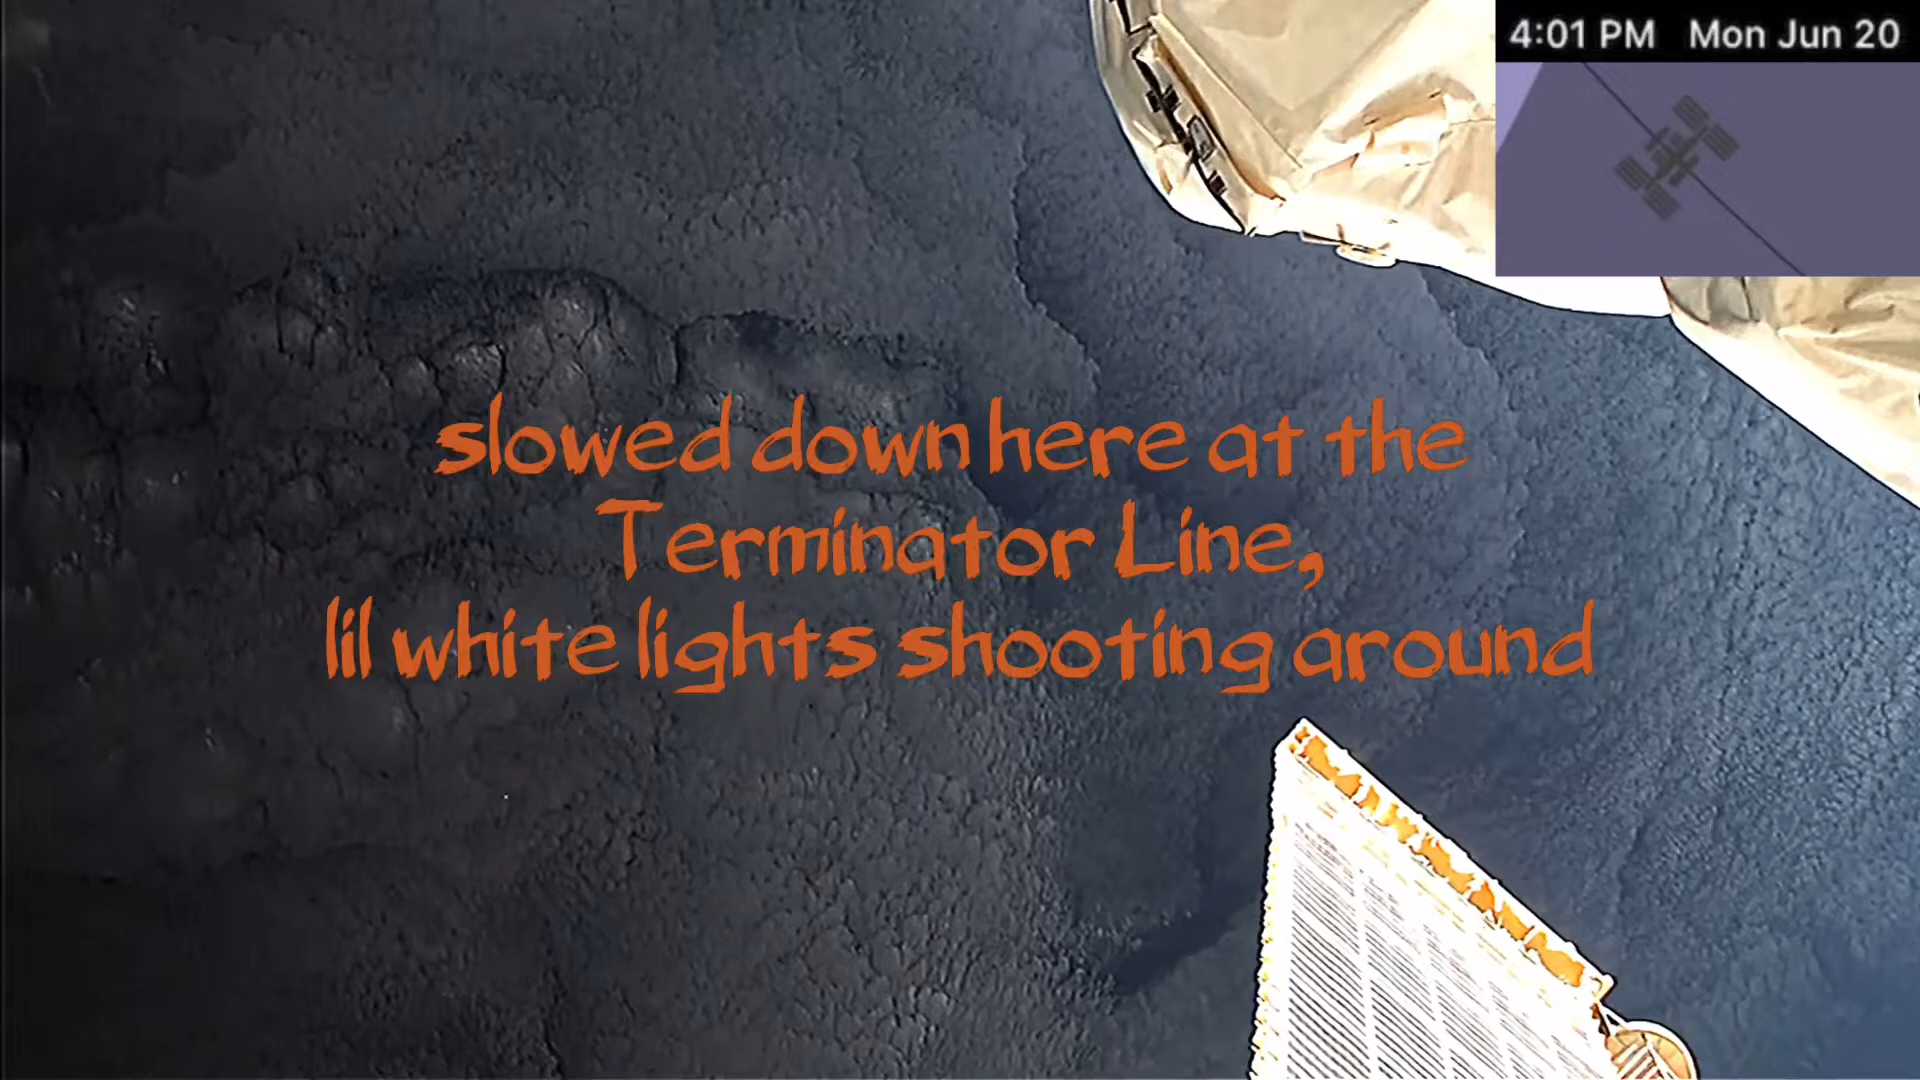 4:01 PM Mon Jun 20
slowed down here at the
Terminator Line,
lil white lights shooting around